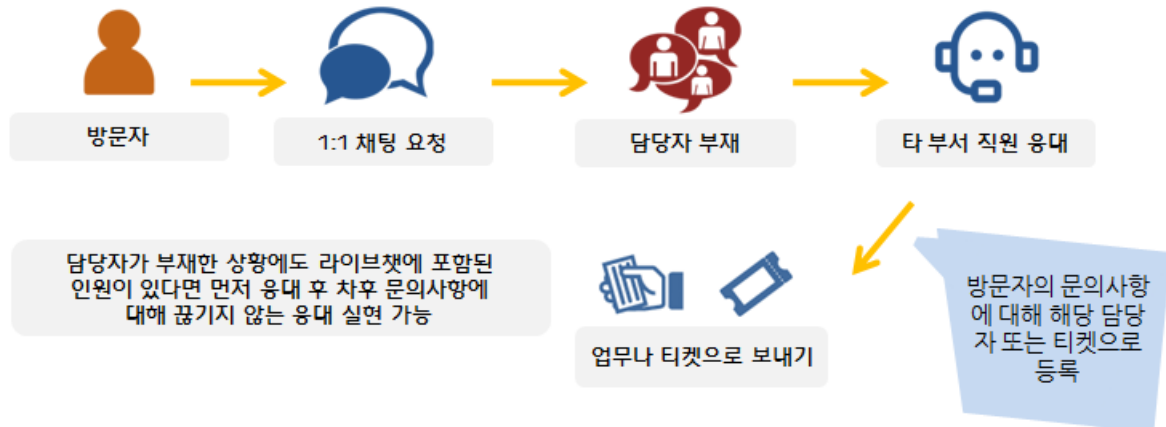 방문자
1:1 채팅 요청
담당자 부재
타 부서 직원 응대
담당자가 부재한 상황에도 라이브챗에 포함된
인원이 있다면 먼저 응대 후 차후 문의사항에
대해 끊기지 않는 응대 실현 가능
업무나 티켓으로 보내기
방문자의 문의사항
에 대해 해당 담당
자 또는 티켓으로
등록